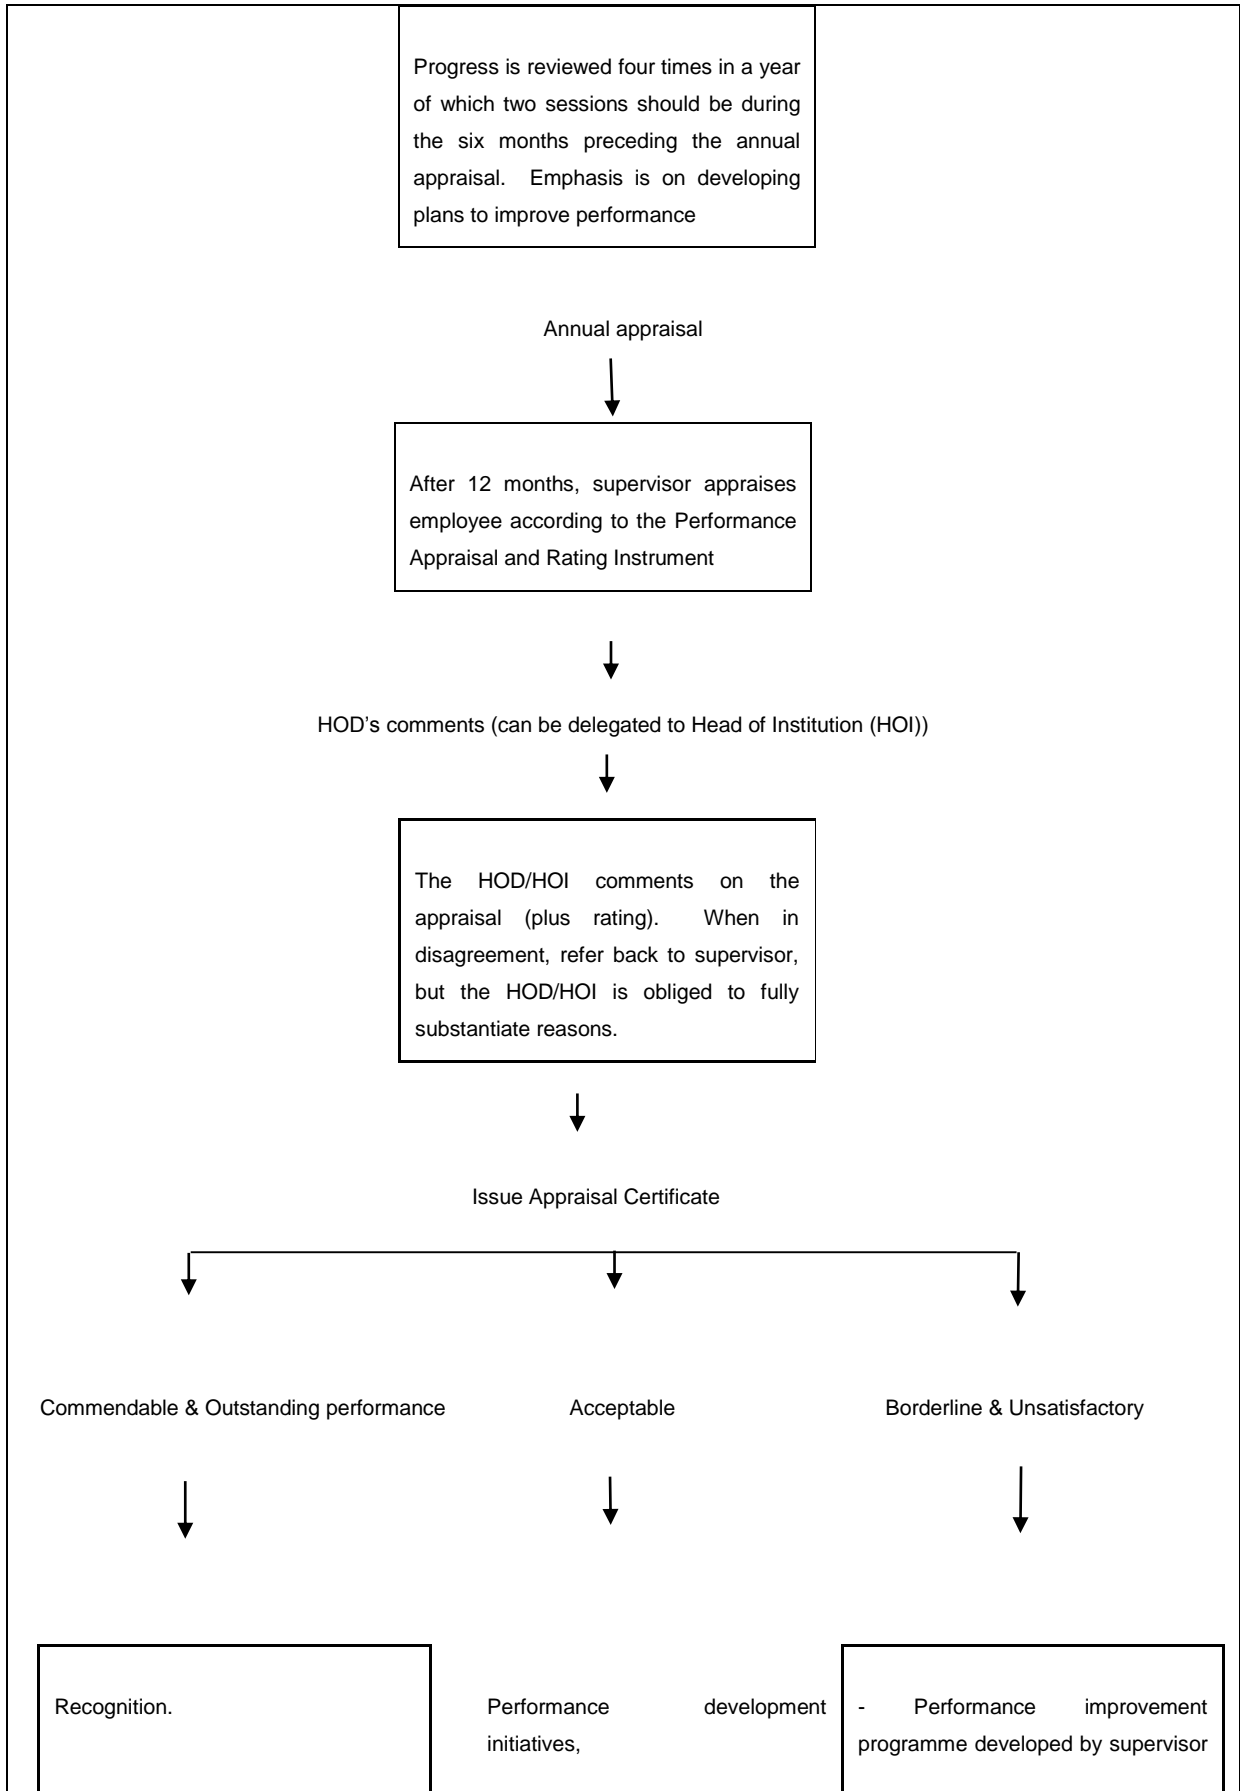 Progress is reviewed four times in a year
of which two sessions should be during
the six months preceding the annual
appraisal. Emphasis is on developing
plans to improve performance
Annual appraisal
After 12 months, supervisor appraises
employee according to the Performance
Appraisal and Rating Instrument
HOD’s comments (can be delegated to Head of Institution (HOI))
The HOD/HOI comments on the
appraisal (plus rating). When in
disagreement, refer back to supervisor,
but the HOD/HOI is obliged to fully
substantiate reasons.
Issue Appraisal Certificate
Commendable & Outstanding performance
Acceptable
Borderline & Unsatisfactory
Recognition.
Performance development
initiatives,
- Performance improvement
programme developed by supervisor